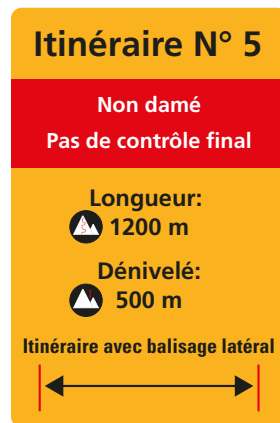 Itinéraire N° 5
Non damé
Pas de contrôle final
Longueur:
1200 m
Dénivelé:
500 m
Itinéraire avec balisage latéral